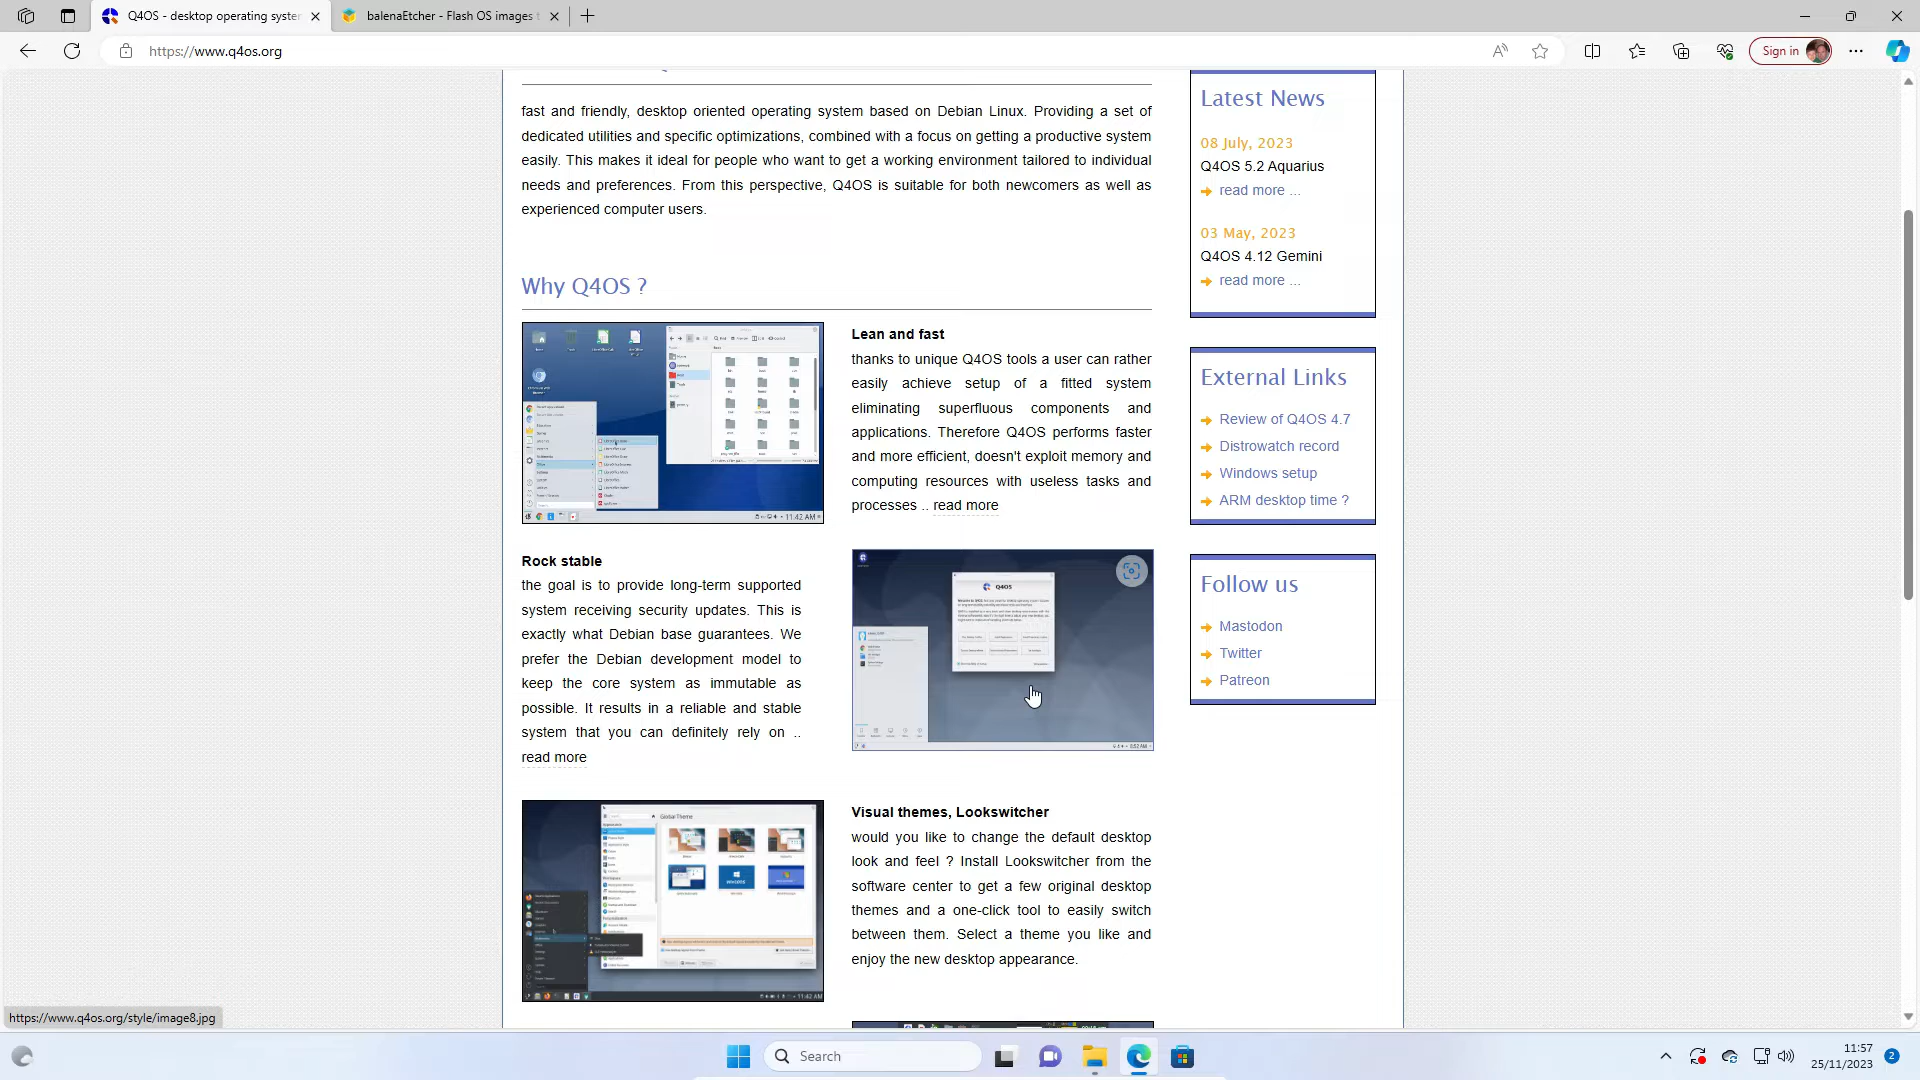 Q4OS - desktop operating syster
balenaEtcher - Flash OS images t
https://www.q4os.org
Sign in
fast and friendly, desktop oriented operating system based on Debian Linux. Providing a set of
dedicated utilities and specific optimizations, combined with a focus on getting a productive system
easily. This makes it ideal for people who want to get a working environment tailored to individual
needs and preferences. From this perspective, Q4OS is suitable for both newcomers as well as
experienced computer users.
Why Q4OS ?
Lean and fast
thanks to unique Q4OS tools a user can rather
easily achieve setup of a fitted system
eliminating superfluous components and
applications. Therefore Q4OS performs faster
and more efficient, doesn't exploit memory and
computing resources with useless tasks and
processes .. read more
11:42 AM
Rock stable
the goal is to provide long-term supported
system receiving security updates. This is
exactly what Debian base guarantees. We
prefer the Debian development model to
keep the core system as immutable as
possible. It results in a reliable and stable
system that you can definitely rely on ..
read more
Q4OS
Global Theme
11:42 AM
Visual themes, Lookswitcher
would you like to change the default desktop
look and feel ? Install Lookswitcher from the
software center to get a few original desktop
themes and a one-click tool to easily switch
between them. Select a theme you like and
enjoy the new desktop appearance.
Latest News
08 July, 2023
Q4OS 5.2 Aquarius
read more ...
03 May, 2023
Q4OS 4.12 Gemini
read more ...
External Links
Review of Q4OS 4.7
Distrowatch record
Windows setup
ARM desktop time ?
Follow us
Mastodon
Twitter
Patreon
https://www.q4os.org/style/image8.jpg
Search
11:57
25/11/2023
2